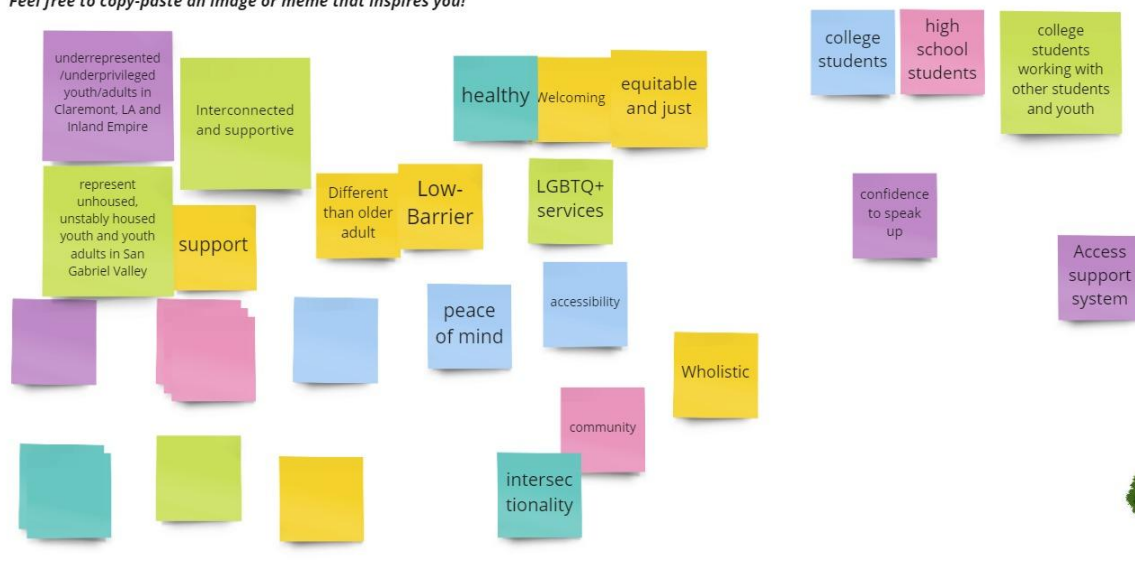 Feel free to copy-paste an image or meme that inspires you!
underrepresented
/underprivileged
youth/adults in
Claremont, LA and
Inland Empire
Interconnected
and supportive
healthy
Welcoming
equitable
and just
college
students
high
school
students
college
students
working with
other students
and youth
represent
unhoused,
unstably housed
youth and youth
adults in San
Gabriel Valley
support
Different
than older
adult
Low-
Barrier
LGBTQ+
services
confidence
to speak
up
Access
support
system
peace
of mind
accessibility
Wholistic
community
intersec
tionality